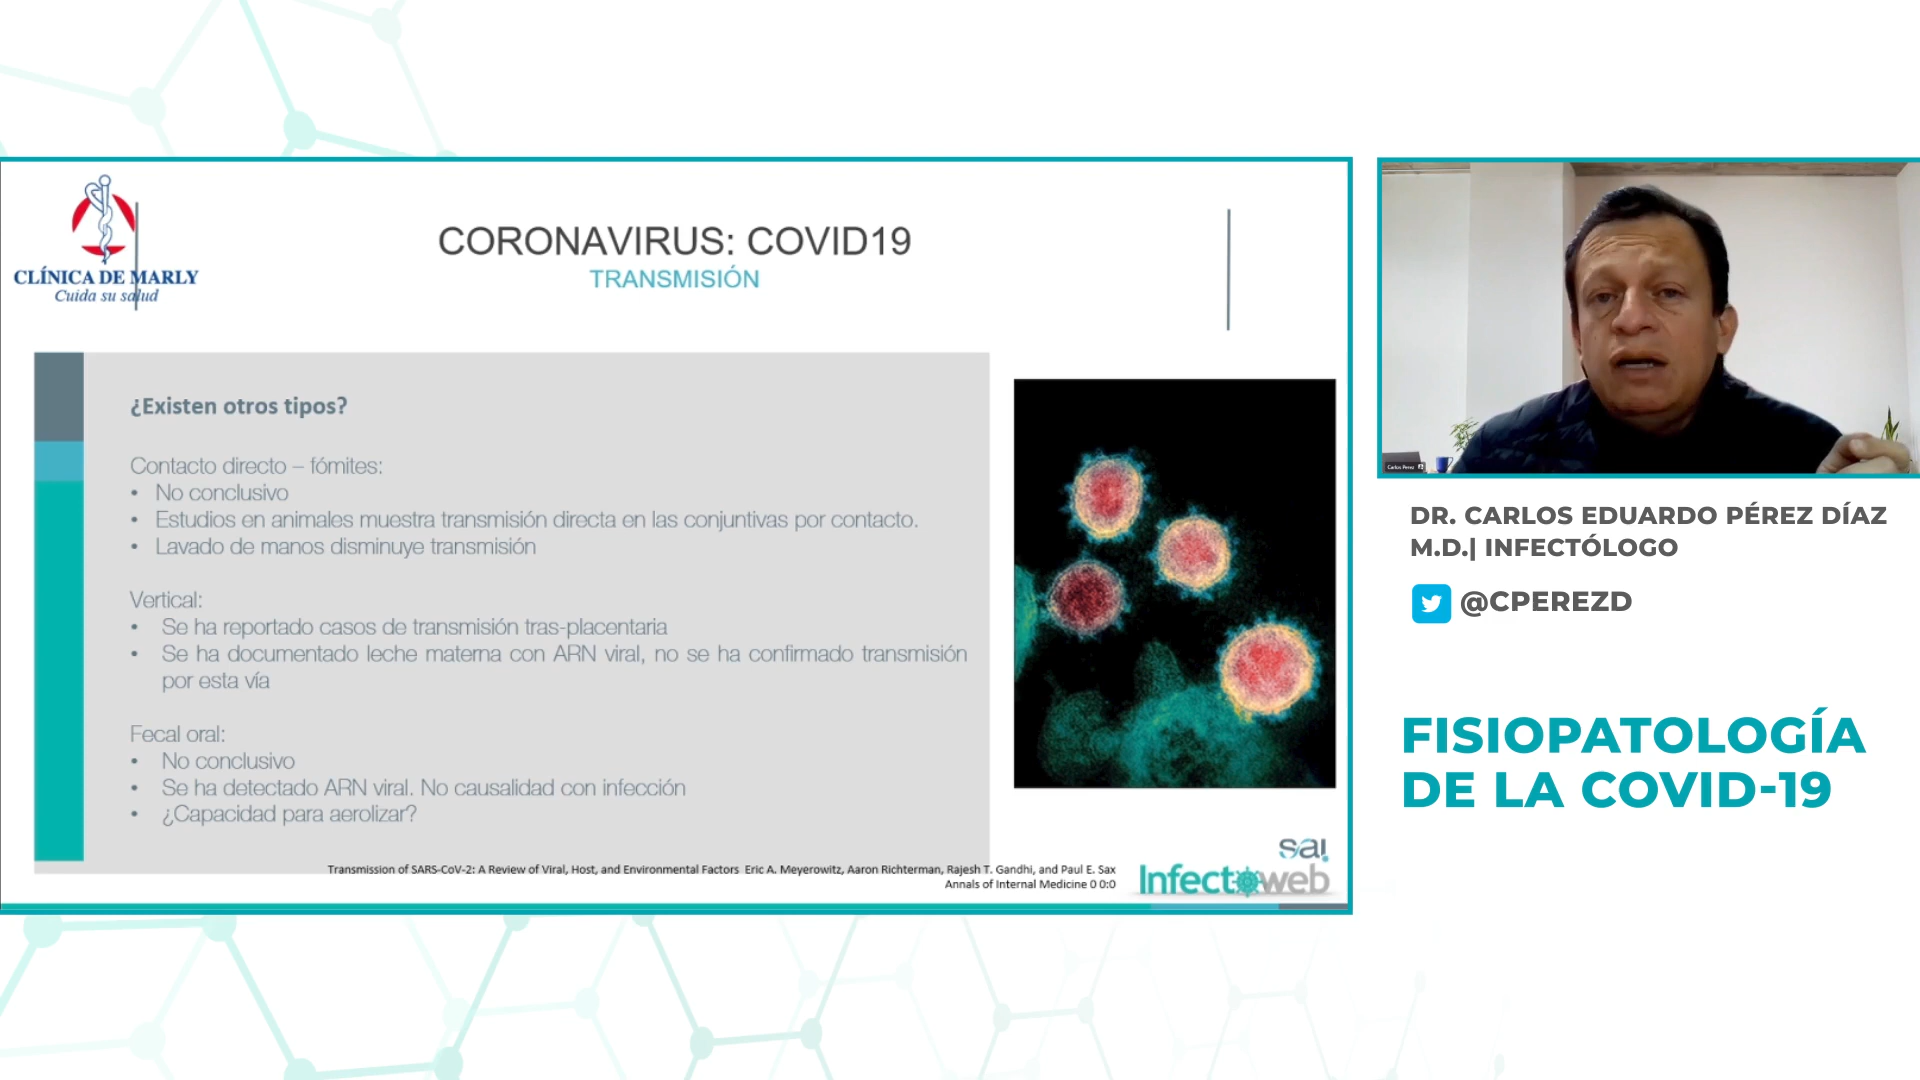 CLÍNICA DE MARLY
Cuida su salud
CORONAVIRUS: COVID19
TRANSMISIÓN
¿Existen otros tipos?
Contacto directo – fómites:
• No conclusivo
• Estudios en animales muestra transmisión directa en las conjuntivas por contacto.
• Lavado de manos disminuye transmisión
Vertical:
• Se ha reportado casos de transmisión tras-placentaria
• Se ha documentado leche materna con ARN viral, no se ha confirmado transmisión
por esta vía
Fecal oral:
• No conclusivo
• Se ha detectado ARN viral. No causalidad con infección
• ¿Capacidad para aerolizar?
Transmission of SARS-CoV-2: A Review of Viral, Host, and Environmental Factors Eric A. Meyerowitz, Aaron Richterman, Rajesh T. Gandhi, and Paul E. Sax
Annals of Internal Medicine 0 0:0
sai
Infectoweb
Carlos Perez
DR. CARLOS EDUARDO PÉREZ DÍAZ
M.D.| INFECTÓLOGO
@CPEREZD
FISIOPATOLOGÍA
DE LA COVID-19